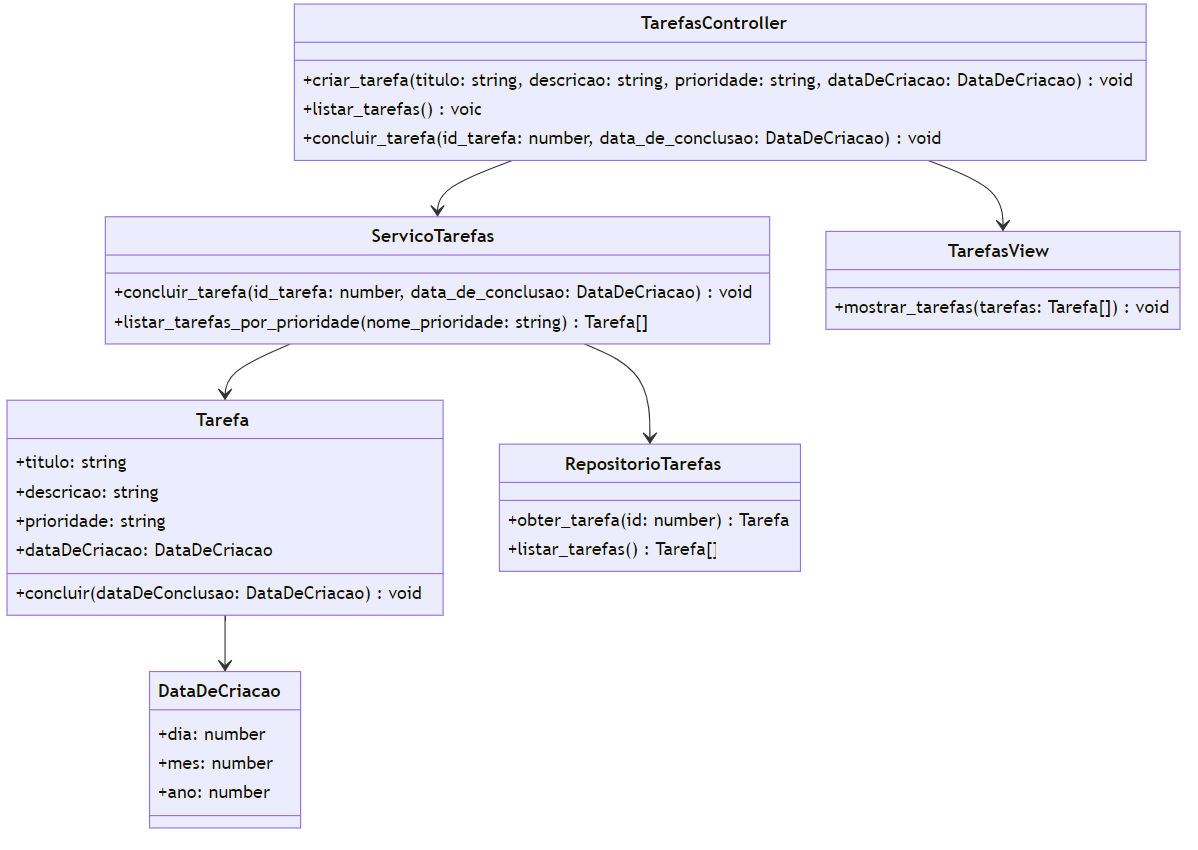 TarefasController
+criar_tarefa(titulo: string, descricao: string, prioridade: string, dataDeCriacao: DataDeCriacao) : void
+listar_tarefas() : voic
+concluir_tarefa(id_tarefa: number, data_de_conclusao: DataDeCriacao) : void
ServicoTarefas
+concluir_tarefa(id_tarefa: number, data_de_conclusao: DataDeCriacao) : void
+listar_tarefas_por_prioridade(nome_prioridade: string) : Tarefa[]
TarefasView
+mostrar_tarefas(tarefas: Tarefa[]) : void
Tarefa
+titulo: string
+descricao: string
+prioridade: string
+dataDeCriacao: DataDeCriacao
+concluir(dataDeConclusao: DataDeCriacao) : void
RepositorioTarefas
+obter_tarefa(id: number) : Tarefa
+listar_tarefas() : Tarefa[]
DataDeCriacao
+dia: number
+mes: number
+ano: number